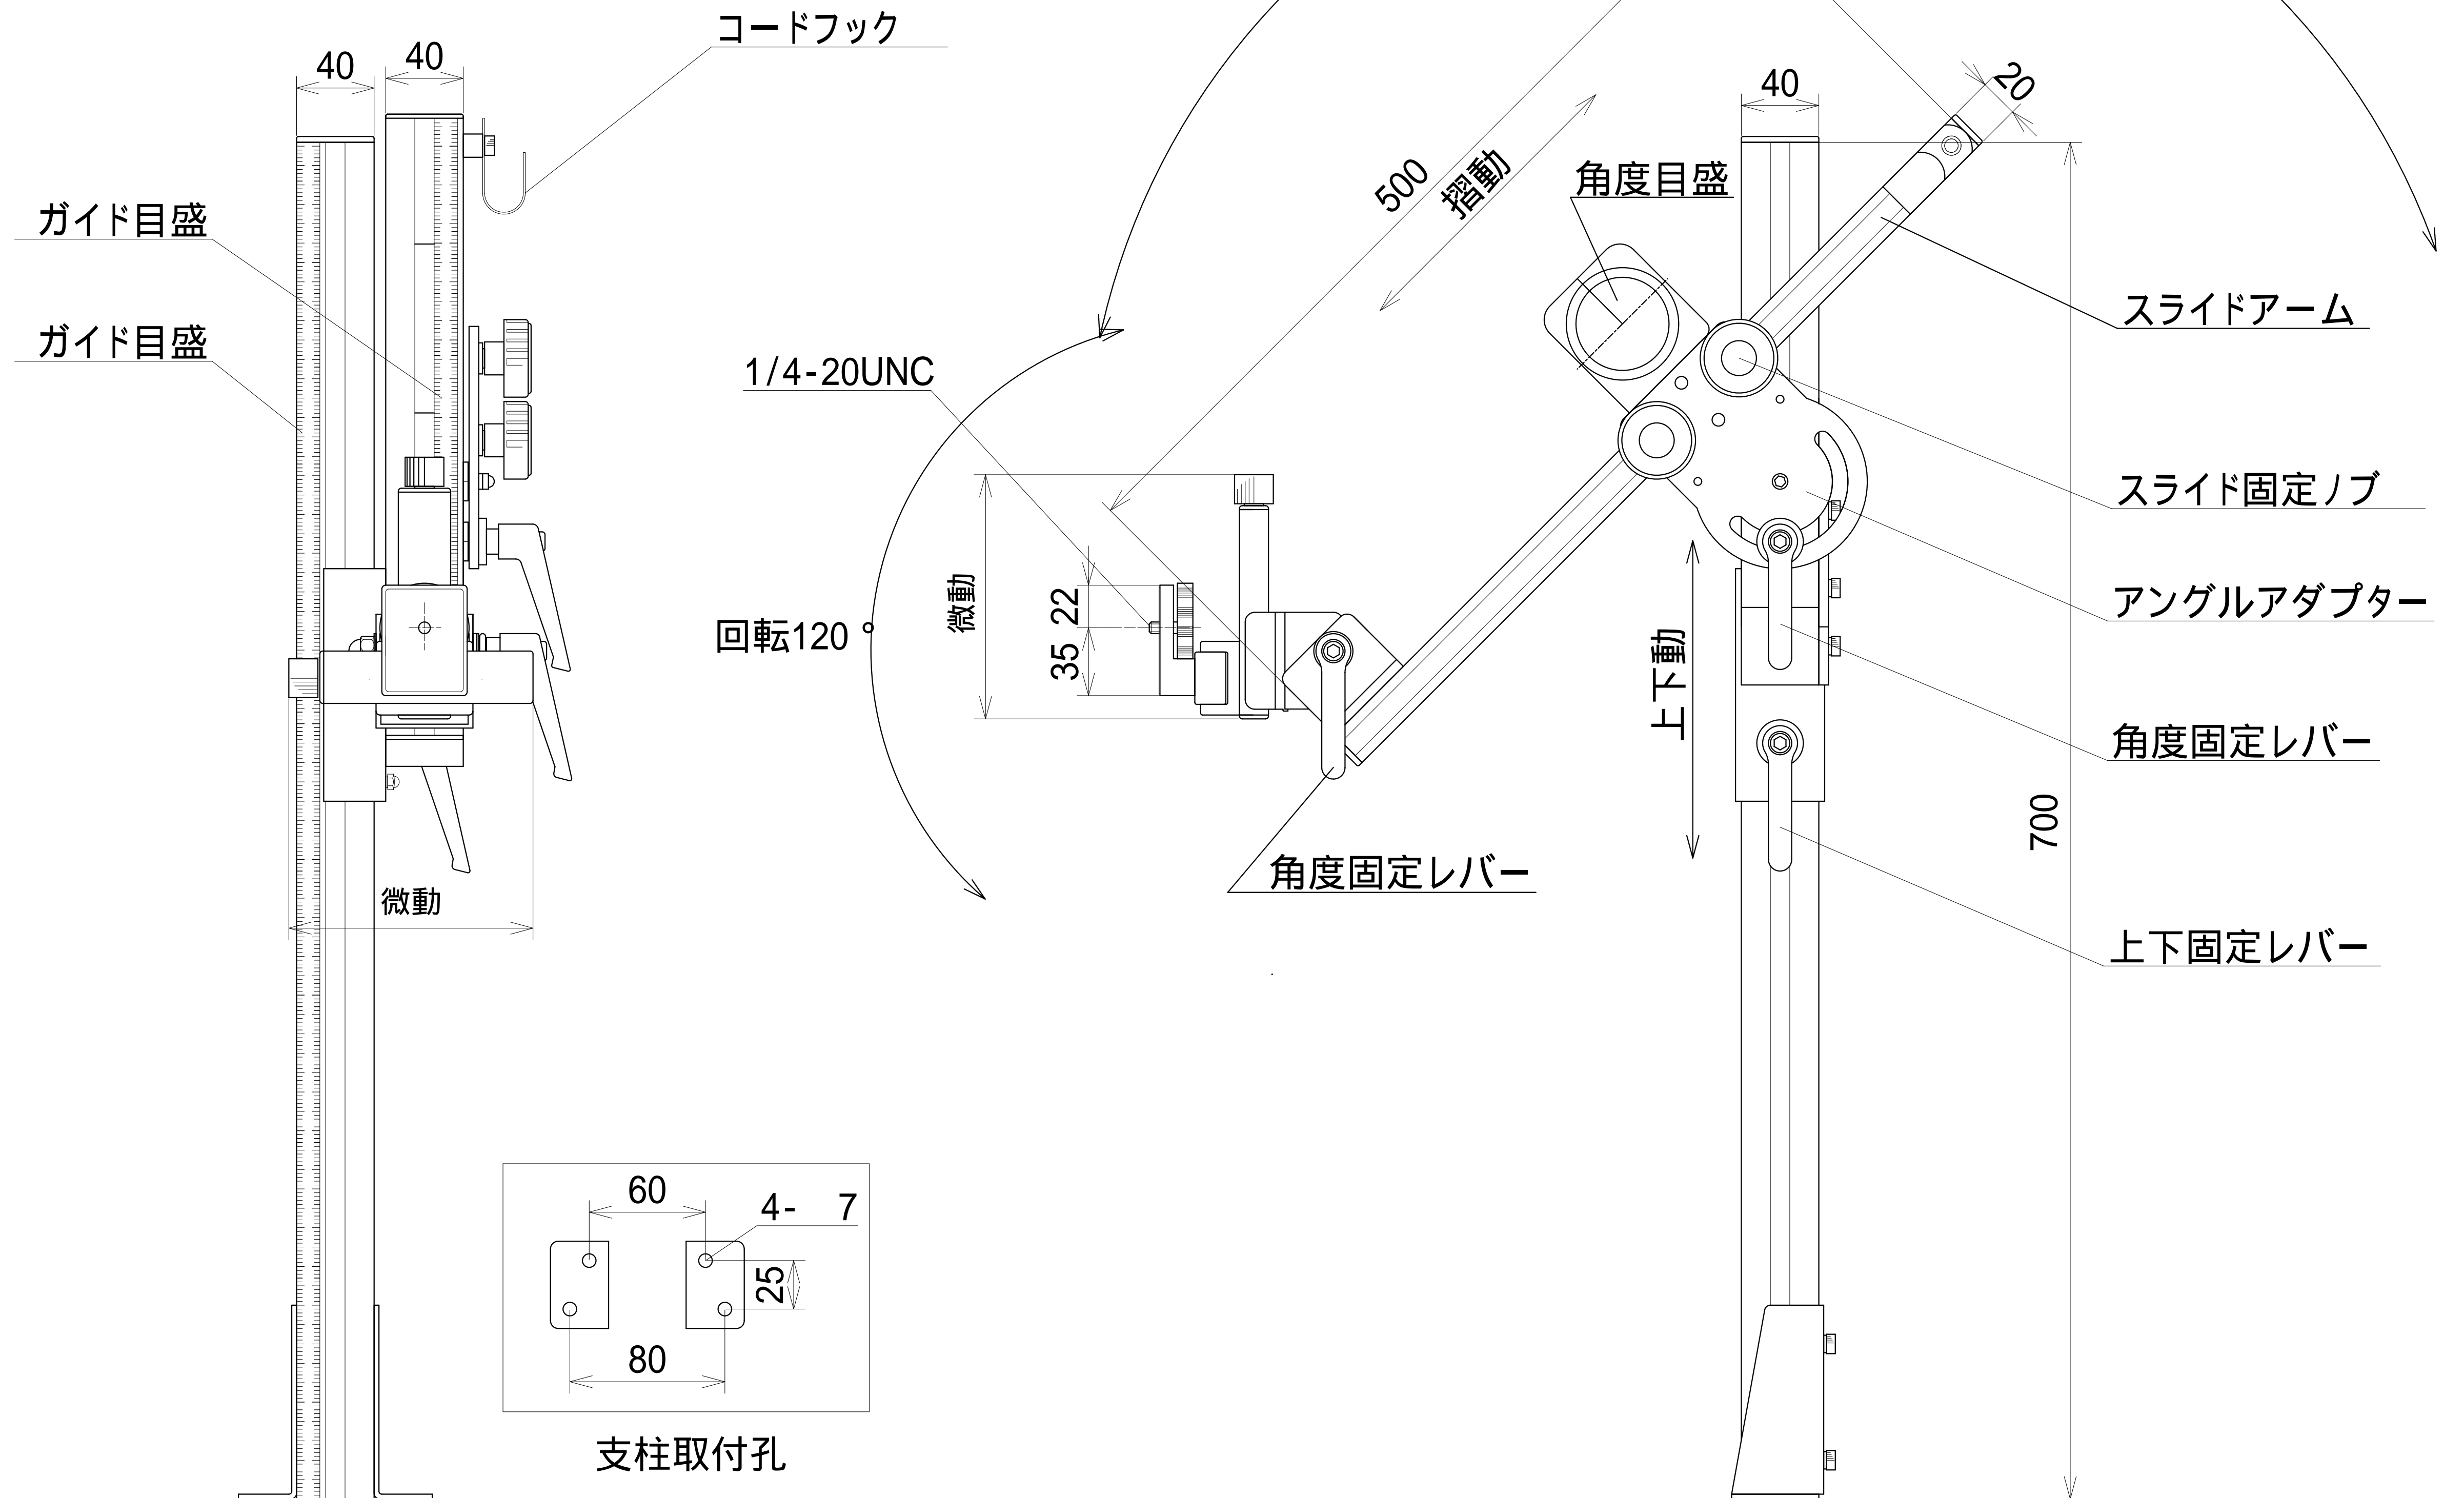 コードフック
40
40
ガイド目盛
ガイド目盛
微動
60
4- 7
25
80
支柱取付孔
500
摺動
角度目盛
40
20
スライドアーム
1/4-20UNC
スライド固定ノブ
微動
22
35
回転120°
アングルアダプター
上下動
角度固定レバー
700
角度固定レバー
上下固定レバー